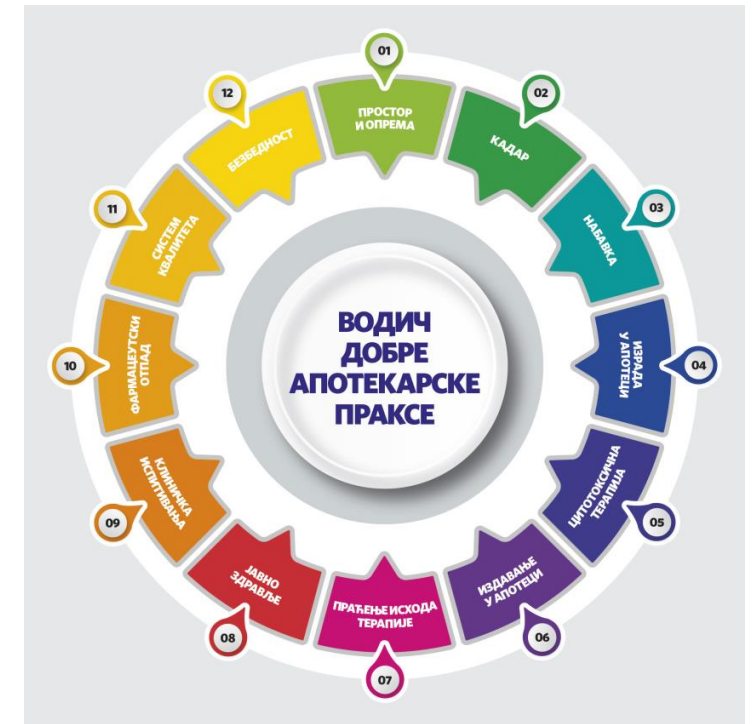 ВОДИЧ
ДОБРЕ
АПОТЕКАРСКЕ
ПРАКСЕ
01
ПРОСТОР
И ОПРЕМА
02
КАДАР
03
НАБАВКА
04
ИЗРАДА
У АПОТЕЦИ
05
ЦИТОТОКСИЧНА
ТЕРАПИЈА
06
ИЗДАВАЊЕ
У АПОТЕЦИ
07
ПРАЋЕЊЕ ИСХОДА
ТЕРАПИЈЕ
08
ЈАВНО
ЗДРАВЉЕ
09
КЛИНИЧКА
ИСПИТИВАЊА
10
ФАРМАЦЕУТСКИ
ОТПАД
11
СИСТЕМ
КВАЛИТЕТА
12
БЕЗБЕДНОСТ